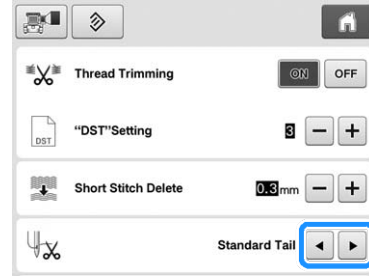 Thread Trimming ON OFF
DST "DST"Setting 3 − +
Short Stitch Delete 0.3mm − +
Standard Tail